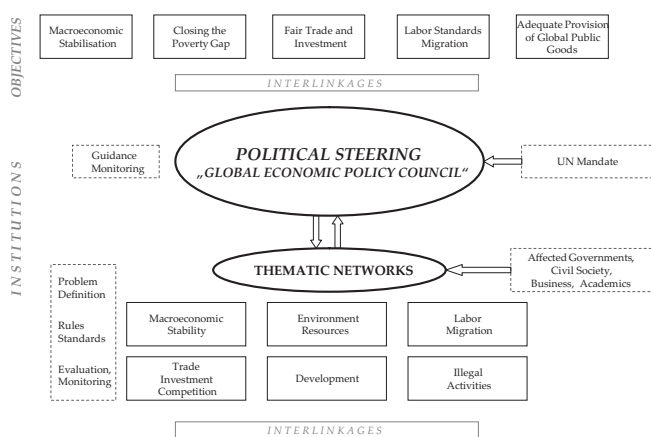 OBJECTIVES
Macroeconomic
Stabilisation
Closing the
Poverty Gap
Fair Trade and
Investment
Labor Standards
Migration
Adequate Provision
of Global Public
Goods
INTERLINKAGES
INSTITUTIONS
Guidance
Monitoring
POLITICAL STEERING
„GLOBAL ECONOMIC POLICY COUNCIL“
UN Mandate
THEMATIC NETWORKS
Affected Governments,
Civil Society,
Business, Academics
Problem
Definition
Rules
Standards
Evaluation,
Monitoring
Macroeconomic
Stability
Environment
Resources
Labor
Migration
Trade
Investment
Competition
Development
Illegal
Activities
INTERLINKAGES